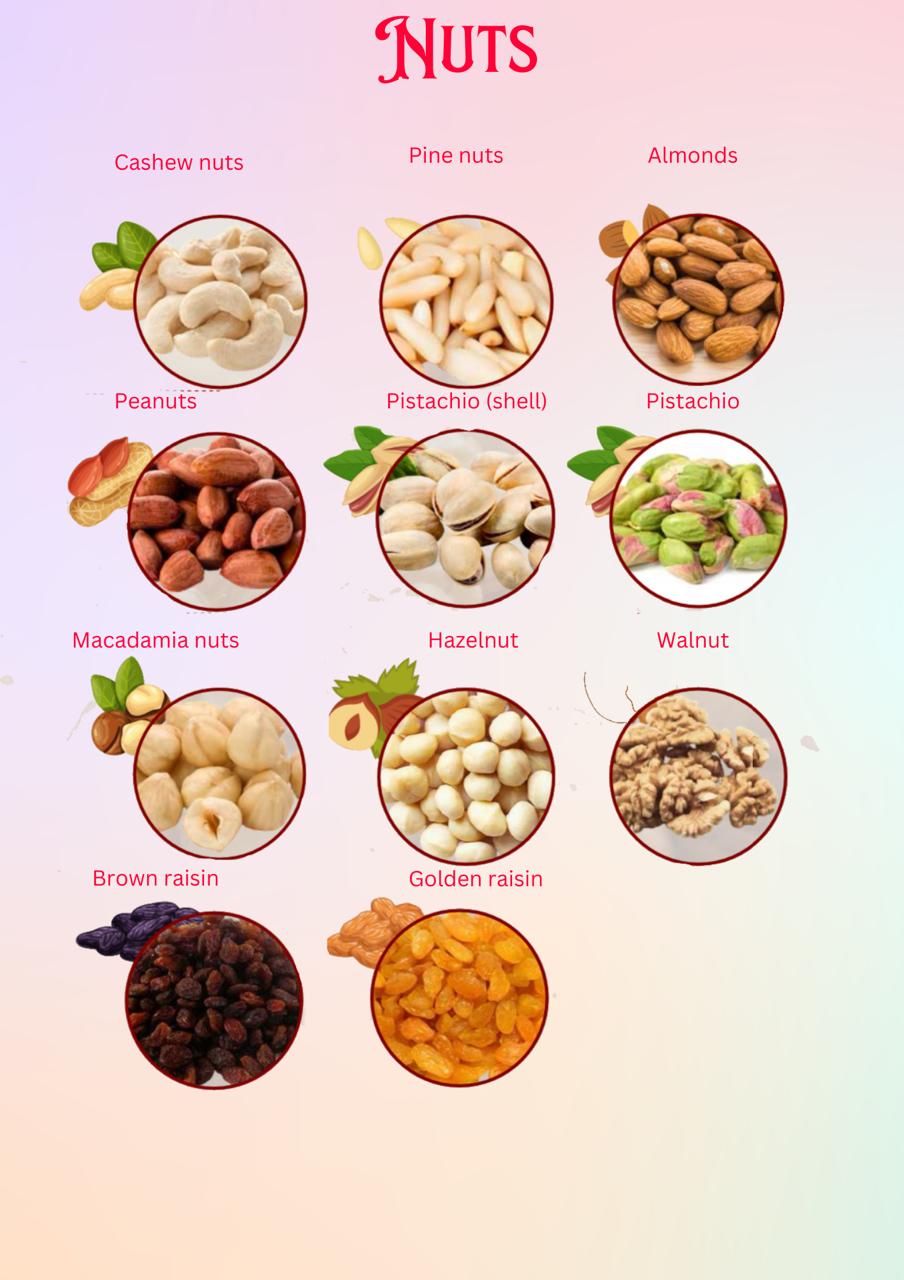 Nuts
Cashew nuts
Pine nuts
Almonds
Peanuts
Pistachio (shell)
Pistachio
Macadamia nuts
Hazelnut
Walnut
Brown raisin
Golden raisin